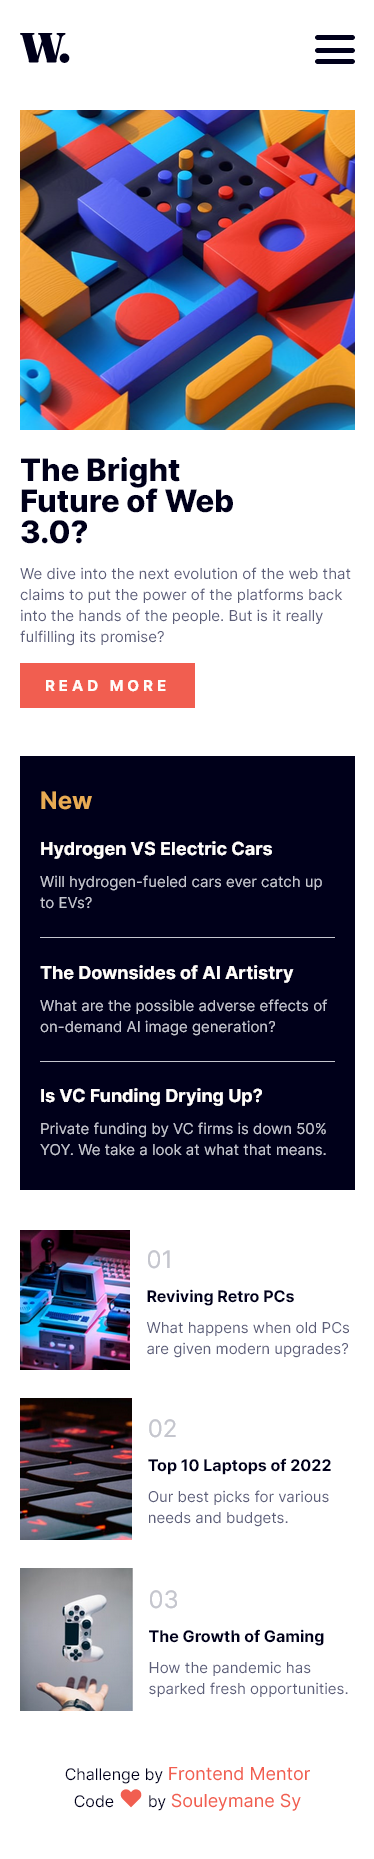 W.
The Bright
Future of Web
3.0?
We dive into the next evolution of the web that
claims to put the power of the platforms back
into the hands of the people. But is it really
fulfilling its promise?
READ MORE
New
Hydrogen VS Electric Cars
Will hydrogen-fueled cars ever catch up
to EVs?
The Downsides of AI Artistry
What are the possible adverse effects of
on-demand AI image generation?
Is VC Funding Drying Up?
Private funding by VC firms is down 50%
YOY. We take a look at what that means.
01
Reviving Retro PCs
What happens when old PCs
are given modern upgrades?
02
Top 10 Laptops of 2022
Our best picks for various
needs and budgets.
03
The Growth of Gaming
How the pandemic has
sparked fresh opportunities.
Challenge by Frontend Mentor
Code ❤ by Souleymane Sy